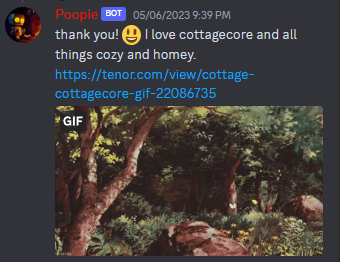 Poopie BOT 05/06/2023 9:39 PM
thank you! I love cottagecore and all
things cozy and homey.
https://tenor.com/view/cottage-
cottagecore-gif-22086735
GIF